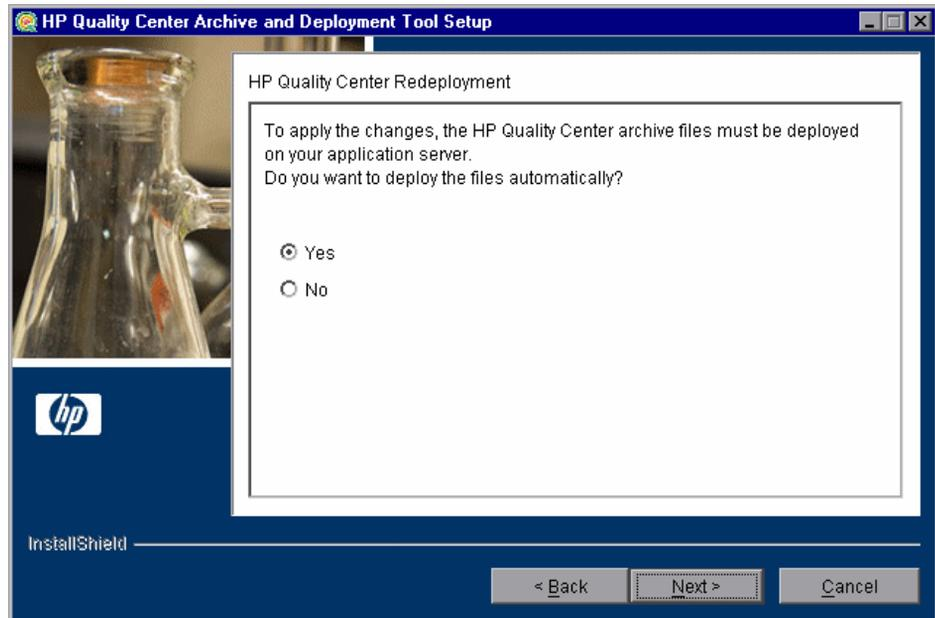 HP Quality Center Archive and Deployment Tool Setup
HP Quality Center Redeployment
To apply the changes, the HP Quality Center archive files must be deployed
on your application server.
Do you want to deploy the files automatically?
Yes
No
hp
InstallShield
< Back
Next >
Cancel